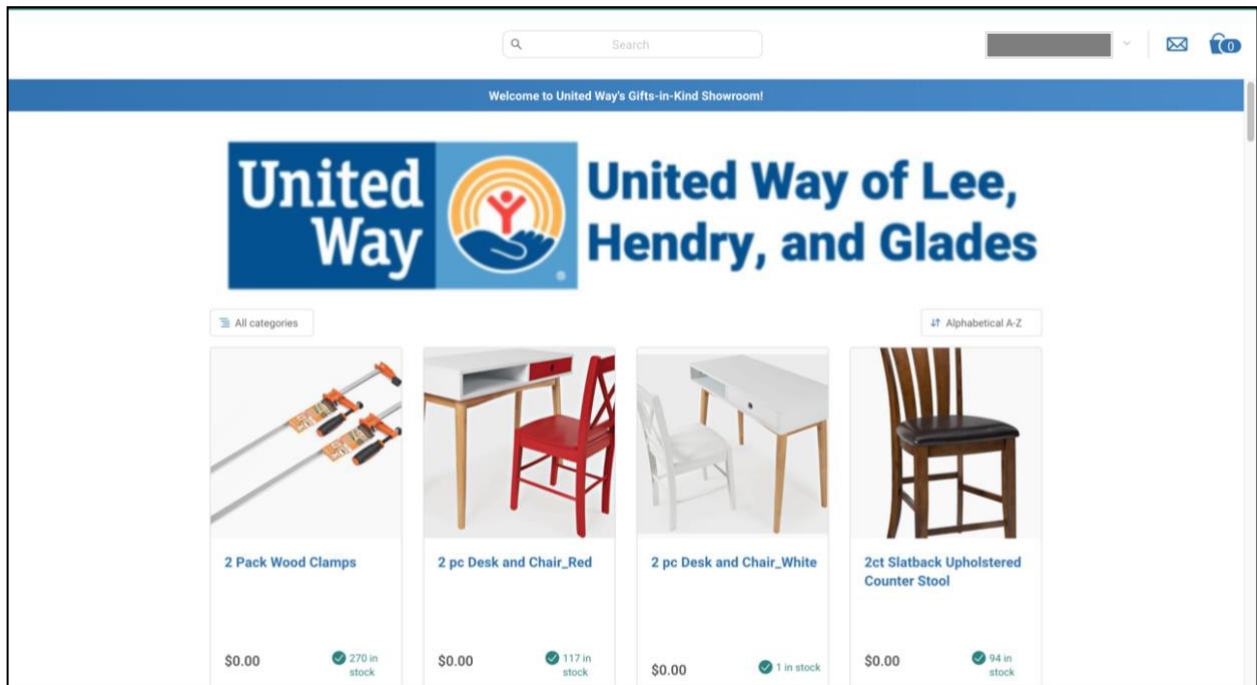 Search
0
Welcome to United Way's Gifts-in-Kind Showroom!
United
Way
®
United Way of Lee,
Hendry, and Glades
All categories
Alphabetical A-Z
2 Pack Wood Clamps
2 pc Desk and Chair_Red
2 pc Desk and Chair_White
2ct Slatback Upholstered
Counter Stool
$0.00
270 in
stock
$0.00
117 in
stock
$0.00
1 in stock
$0.00
94 in
stock